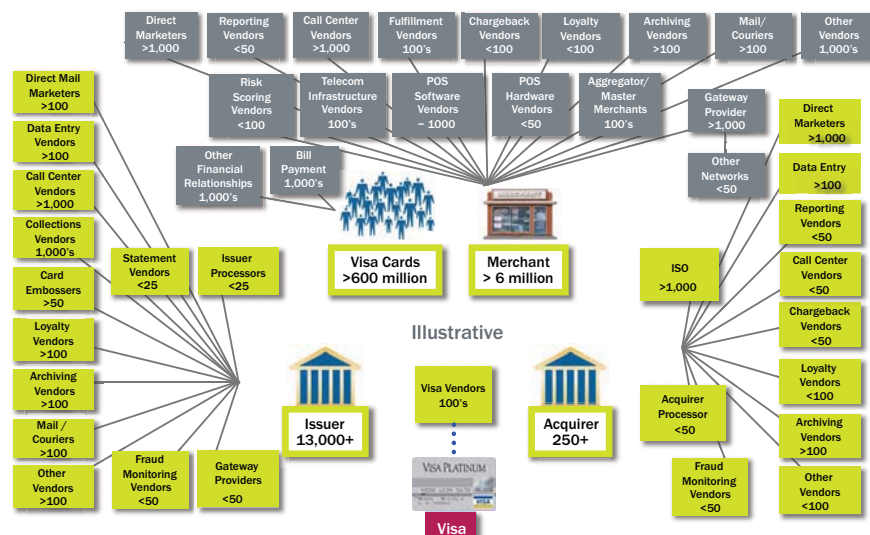 Direct
Marketers
>1,000
Reporting
Vendors
<50
Call Center
Vendors
>1,000
Fulfillment
Vendors
100's
Chargeback
Vendors
<100
Loyalty
Vendors
<100
Archiving
Vendors
>100
Mail/
Couriers
>100
Other
Vendors
1,000's
Risk
Scoring
Vendors
<100
Telecom
Infrastructure
Vendors
100's
POS
Software
Vendors
~ 1000
POS
Hardware
Vendors
<50
Aggregator/
Master
Merchants
100's
Gateway
Provider
>1,000
Other
Networks
<50
Other
Financial
Relationships
1,000's
Bill
Payment
1,000's
MERCHANT
Visa Cards
>600 million
Merchant
> 6 million
Direct Mail
Marketers
>100
Data Entry
Vendors
>100
Call Center
Vendors
>1,000
Collections
Vendors
1,000's
Card
Embossers
>50
Loyalty
Vendors
>100
Archiving
Vendors
>100
Mail /
Couriers
>100
Other
Vendors
>100
Statement
Vendors
<25
Issuer
Processors
<25
Fraud
Monitoring
Vendors
<50
Gateway
Providers
<50
Issuer
13,000+
Illustrative
Visa Vendors
100's
VISA PLATINUM
VISA
Visa
Acquirer
250+
ISO
>1,000
Acquirer
Processor
<50
Fraud
Monitoring
Vendors
<50
Direct
Marketers
>1,000
Data Entry
>100
Reporting
Vendors
<50
Call Center
Vendors
<50
Chargeback
Vendors
<50
Loyalty
Vendors
<100
Archiving
Vendors
>100
Other
Vendors
<100